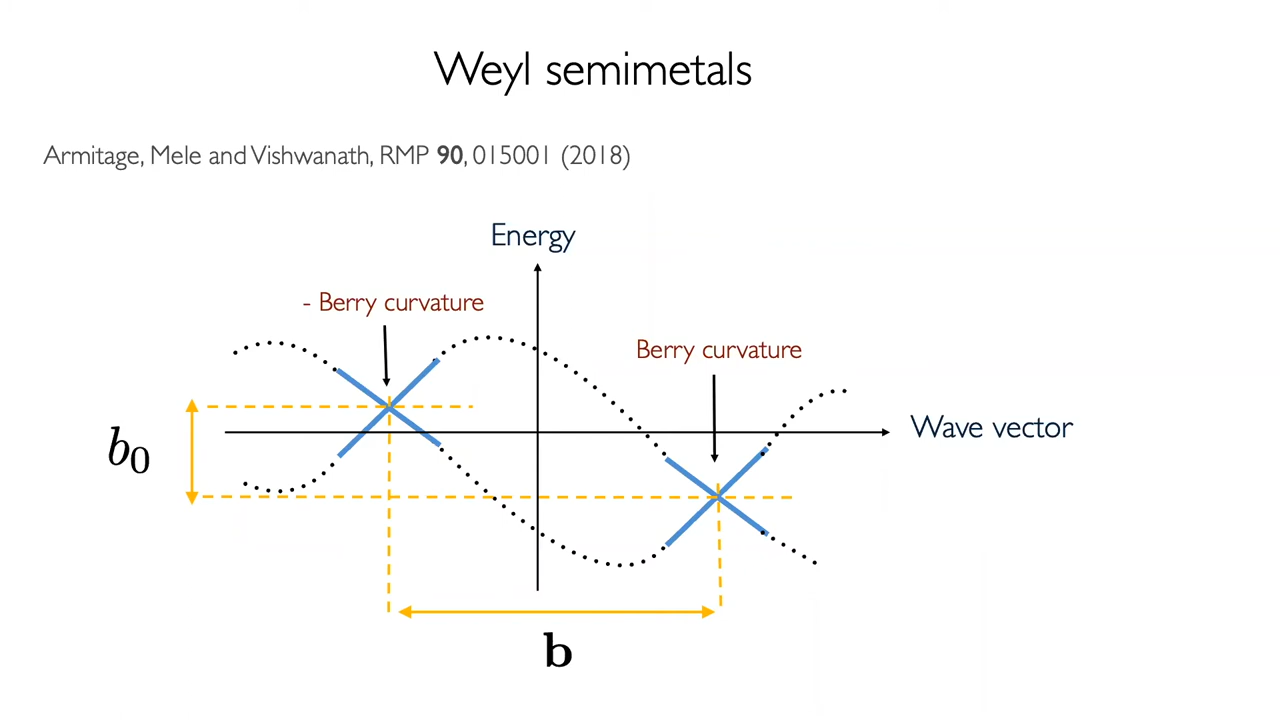 Weyl semimetals
Armitage, Mele and Vishwanath, RMP 90, 015001 (2018)
Energy
- Berry curvature
Berry curvature
Wave vector
b0
b